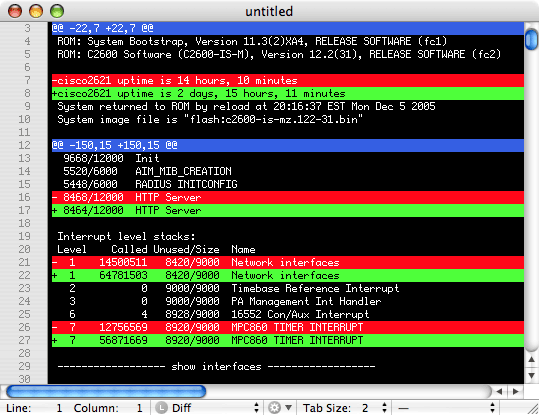 untitled
3 @@ -22,7 +22,7 @@
4 ROM: System Bootstrap, Version 11.3(2)XA4, RELEASE SOFTWARE (fc1)
5 ROM: C2600 Software (C2600-IS-M), Version 12.2(31), RELEASE SOFTWARE (fc2)
6
7 -cisco2621 uptime is 14 hours, 10 minutes
8 +cisco2621 uptime is 2 days, 15 hours, 11 minutes
9 System returned to ROM by reload at 20:16:37 EST Mon Dec 5 2005
10 System image file is "flash:c2600-is-mz.122-31.bin"
11
12 @@ -150,15 +150,15 @@
13 9668/12000 Init
14 5520/6000 AIM_MIB_CREATION
15 5448/6000 RADIUS INITCONFIG
16 - 8468/12000 HTTP Server
17 + 8464/12000 HTTP Server
18
19 Interrupt level stacks:
20 Level Called Unused/Size Name
21 - 1 14500511 8420/9000 Network interfaces
22 + 1 64781503 8420/9000 Network interfaces
23 2 0 9000/9000 Timebase Reference Interrupt
24 3 0 9000/9000 PA Management Int Handler
25 6 4 8928/9000 16552 Con/Aux Interrupt
26 - 7 12756569 8920/9000 MPC860 TIMER INTERRUPT
27 + 7 56871669 8920/9000 MPC860 TIMER INTERRUPT
28
29 ------------------ show interfaces ------------------
30
Line: 1 Column: 1 L Diff Tab Size: 2 —